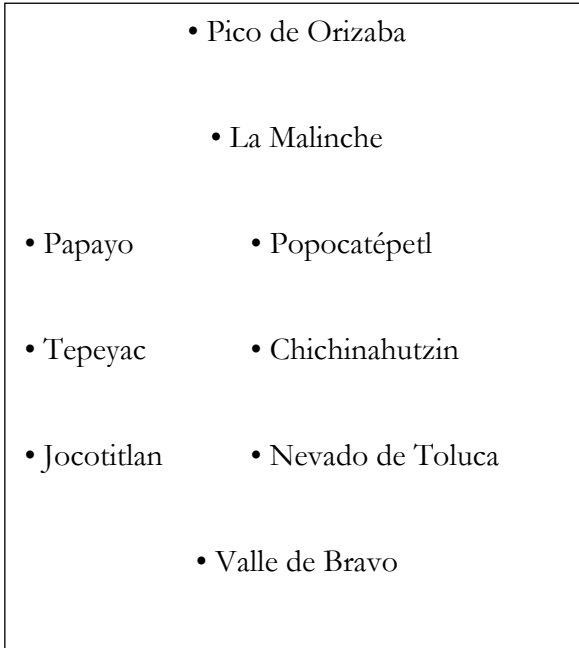 • Pico de Orizaba
• La Malinche
• Papayo • Popocatépetl
• Tepeyac • Chichinahutzin
• Jocotitlan • Nevado de Toluca
• Valle de Bravo